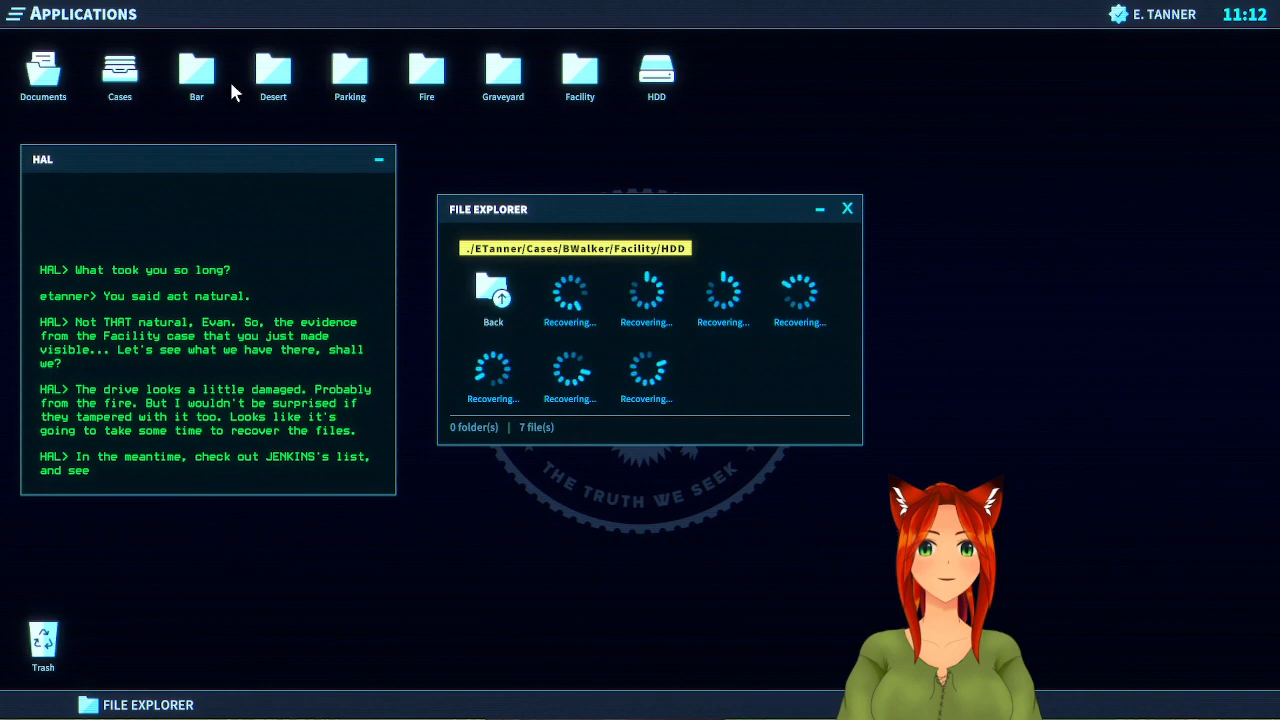 APPLICATIONS
E. TANNER
11:12
Documents
Cases
Bar
Desert
Parking
Fire
Graveyard
Facility
HDD
HAL
HAL> What took you so long?
etanner> You said act natural.
HAL> Not THAT natural, Evan. So, the evidence
from the Facility case that you just made
visible... Let's see what we have there, shall
we?
HAL> The drive looks a little damaged. Probably
from the fire. But I wouldn't be surprised if
they tampered with it too. Looks like it's
going to take some time to recover the files.
HAL> In the meantime, check out JENKINS's list,
and see
FILE EXPLORER
X
./ETanner/Cases/BWalker/Facility/HDD
Back
Recovering...
Recovering...
Recovering...
Recovering...
Recovering...
Recovering...
Recovering...
0 folder(s) | 7 file(s)
THE TRUTH WE SEEK
Trash
FILE EXPLORER